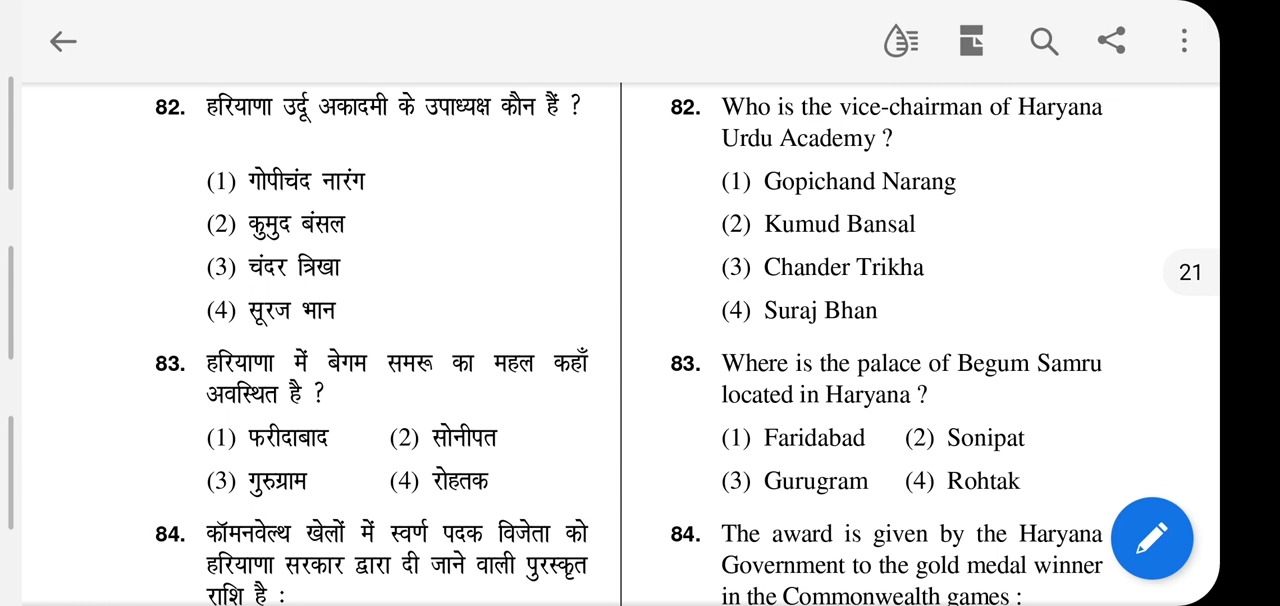 82. हरियाणा उर्दू अकादमी के उपाध्यक्ष कौन हैं ?
(1) गोपीचंद नारंग
(2) कुमुद बंसल
(3) चंदर त्रिखा
(4) सूरज भान
83. हरियाणा में बेगम समरू का महल कहाँ
अवस्थित है ?
(1) फरीदाबाद (2) सोनीपत
(3) गुरुग्राम (4) रोहतक
84. कॉमनवेल्थ खेलों में स्वर्ण पदक विजेता को
हरियाणा सरकार द्वारा दी जाने वाली पुरस्कृत
राशि है :
82. Who is the vice-chairman of Haryana
Urdu Academy ?
(1) Gopichand Narang
(2) Kumud Bansal
(3) Chander Trikha
(4) Suraj Bhan
83. Where is the palace of Begum Samru
located in Haryana ?
(1) Faridabad (2) Sonipat
(3) Gurugram (4) Rohtak
84. The award is given by the Haryana
Government to the gold medal winner
in the Commonwealth games :
21